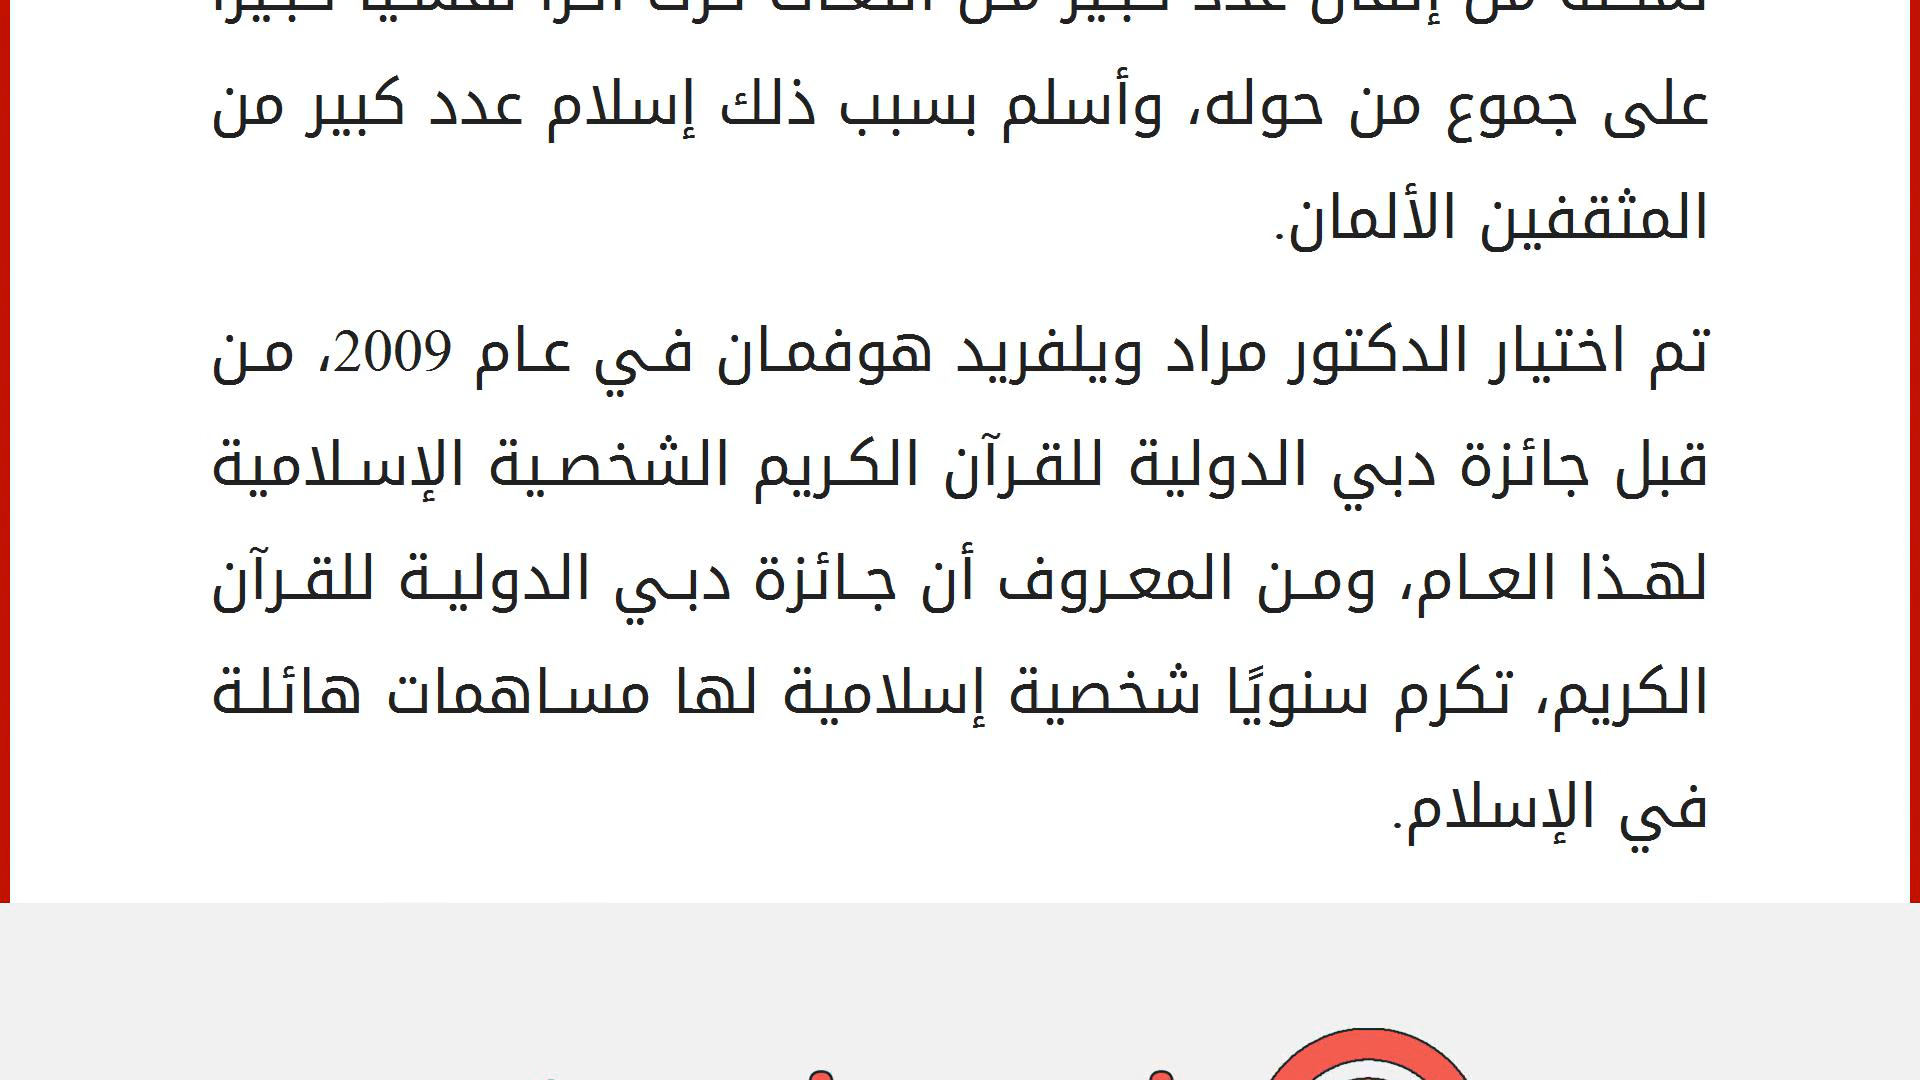 على جموع من حوله، وأسلم بسبب ذلك إسلام عدد كبير من
المثقفين الألمان.
تم اختيار الدكتور مراد ويلفريد هوفمان في عام 2009، من
قبل جائزة دبي الدولية للقرآن الكريم الشخصية الإسلامية
لهذا العام، ومن المعروف أن جائزة دبي الدولية للقرآن
الكريم، تكرم سنويًا شخصية إسلامية لها مساهمات هائلة
في الإسلام.